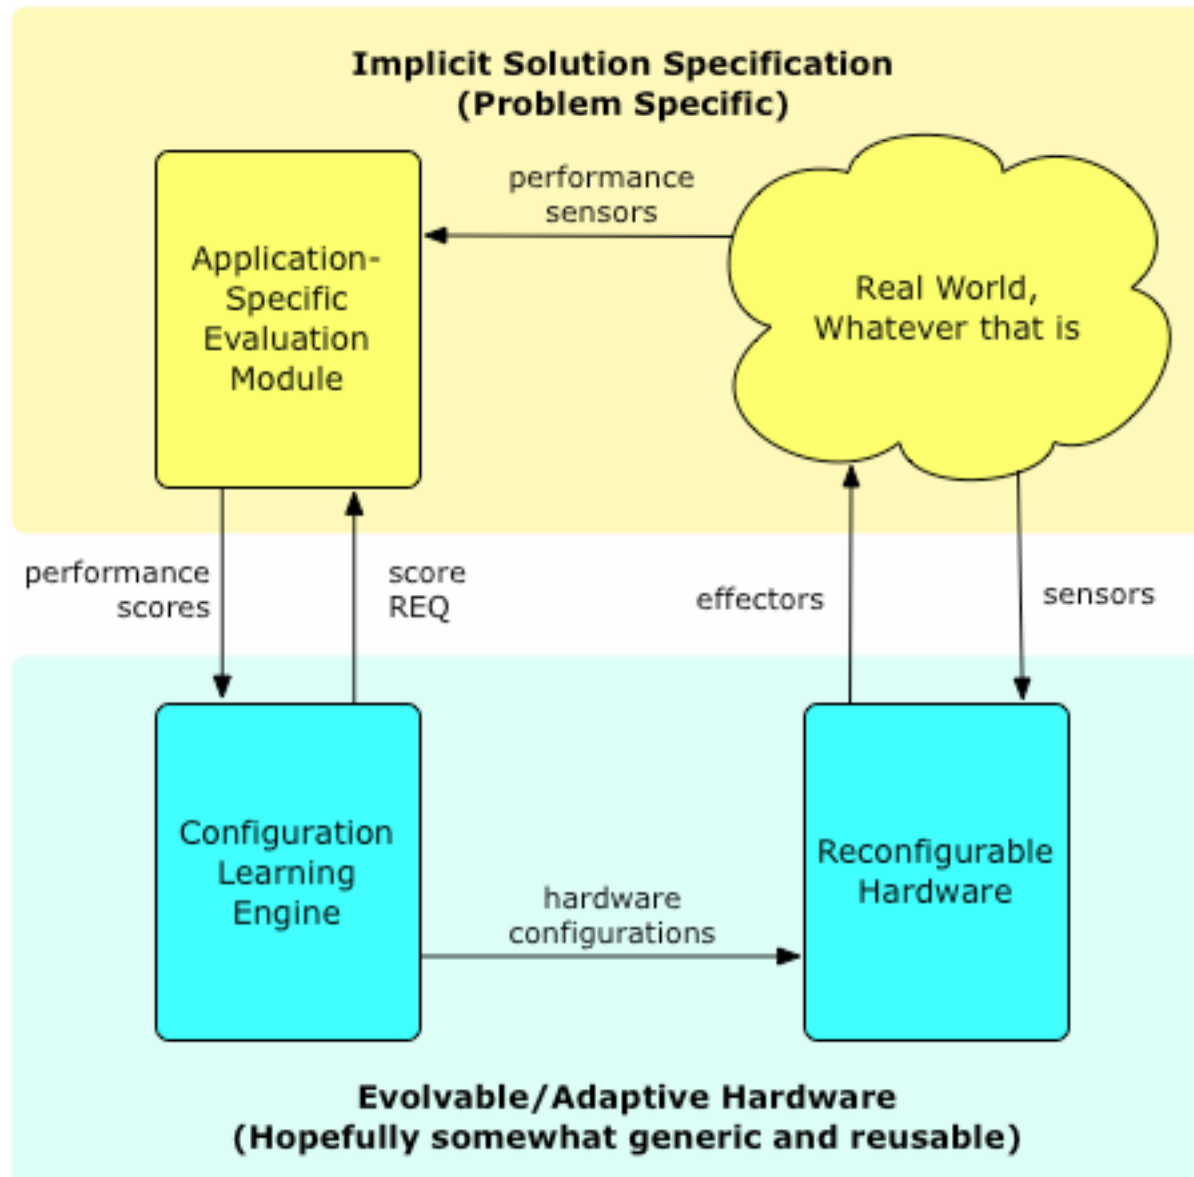 Implicit Solution Specification
(Problem Specific)
performance
sensors
Application-
Specific
Evaluation
Module
Real World,
Whatever that is
performance
scores
score
REQ
effectors
sensors
Configuration
Learning
Engine
hardware
configurations
Reconfigurable
Hardware
Evolvable/Adaptive Hardware
(Hopefully somewhat generic and reusable)